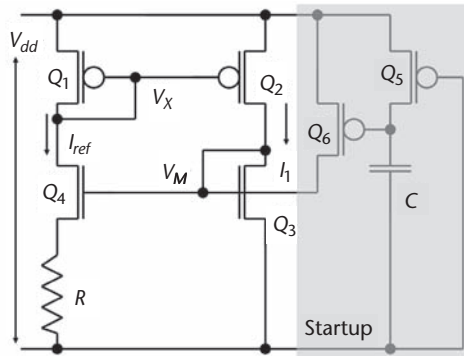 V_dd
Q_1
V_X
Q_2
Q_5
Q_6
I_ref
V_M
I_1
Q_4
Q_3
C
R
Startup